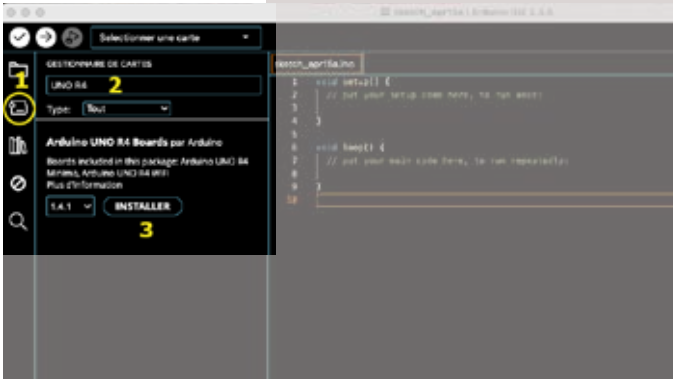 sketch_apr15a | Arduino IDE 2.3.6
Sélectionner une carte
GESTIONNAIRE DE CARTES
UNO R4
Type: Tout
Arduino UNO R4 Boards par Arduino
Boards included in this package: Arduino UNO R4
Minima, Arduino UNO R4 WiFi
Plus d'information
1.4.1 INSTALLER
1
2
3
sketch_apr15a.ino
1 void setup() {
2 // put your setup code here, to run once:
3
4 }
5
6 void loop() {
7 // put your main code here, to run repeatedly:
8
9 }
10